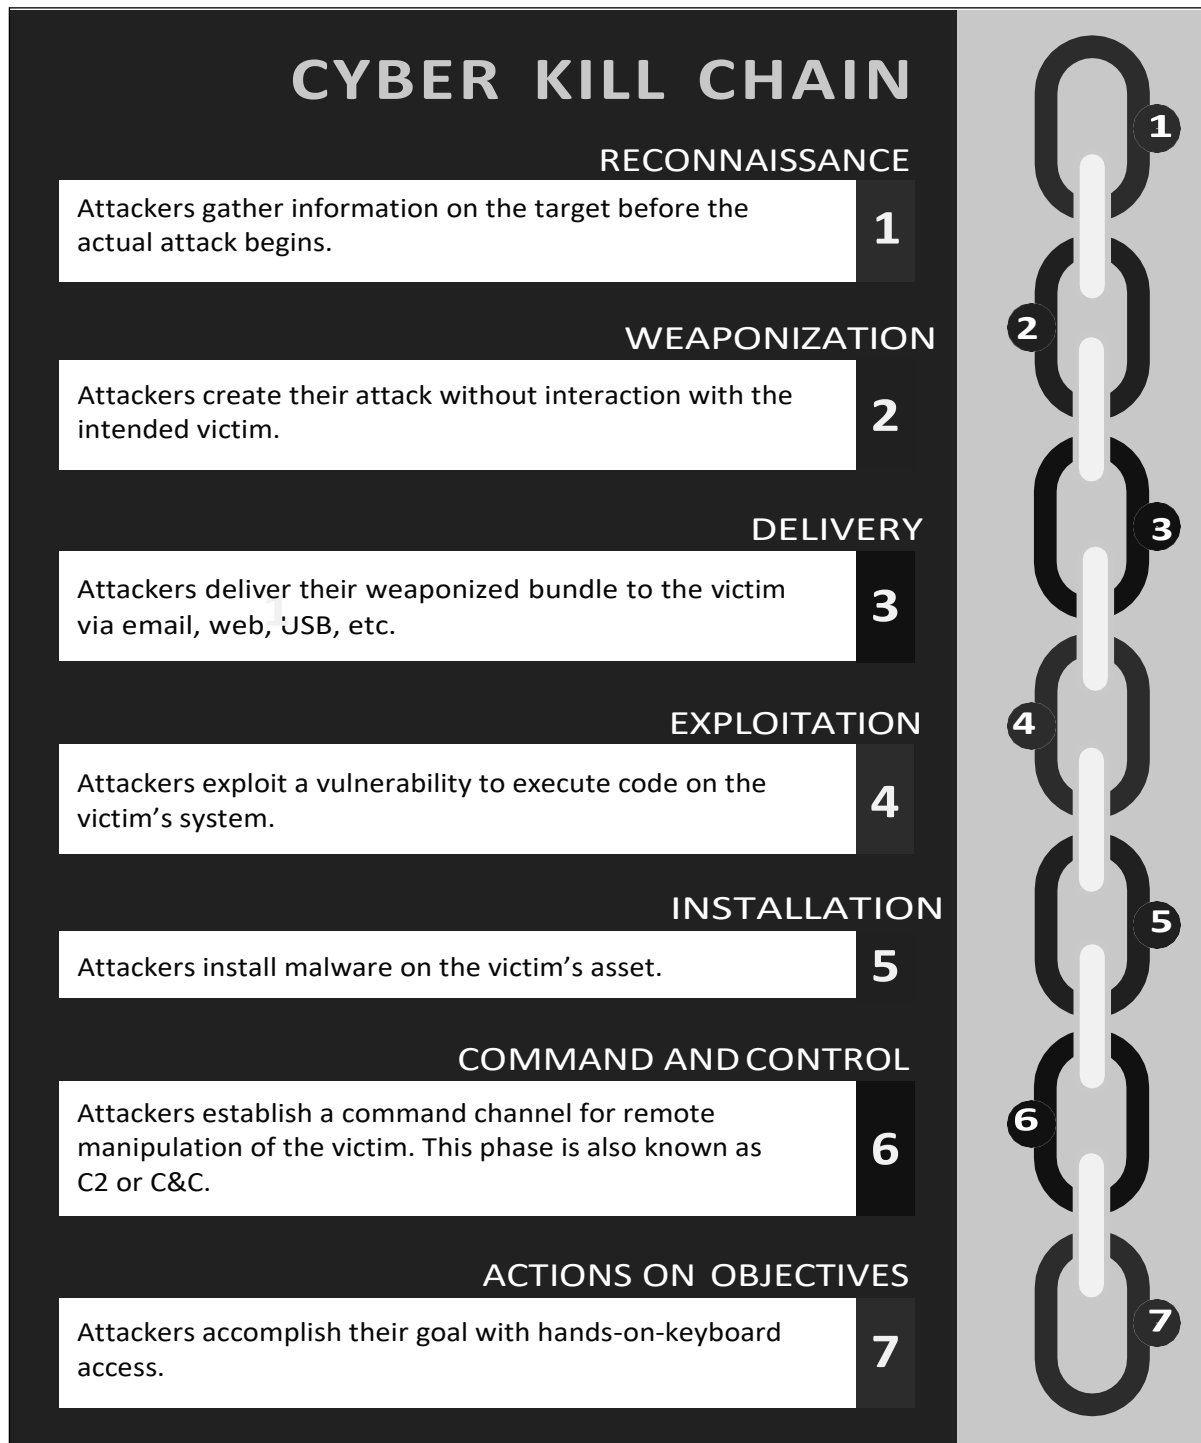 CYBER KILL CHAIN
RECONNAISSANCE
Attackers gather information on the target before the
actual attack begins.
1
WEAPONIZATION
Attackers create their attack without interaction with the
intended victim.
2
DELIVERY
Attackers deliver their weaponized bundle to the victim
via email, web, USB, etc.
3
EXPLOITATION
Attackers exploit a vulnerability to execute code on the
victim’s system.
4
INSTALLATION
Attackers install malware on the victim’s asset.
5
COMMAND AND CONTROL
Attackers establish a command channel for remote
manipulation of the victim. This phase is also known as
C2 or C&C.
6
ACTIONS ON OBJECTIVES
Attackers accomplish their goal with hands-on-keyboard
access.
7
1
2
3
4
5
6
7